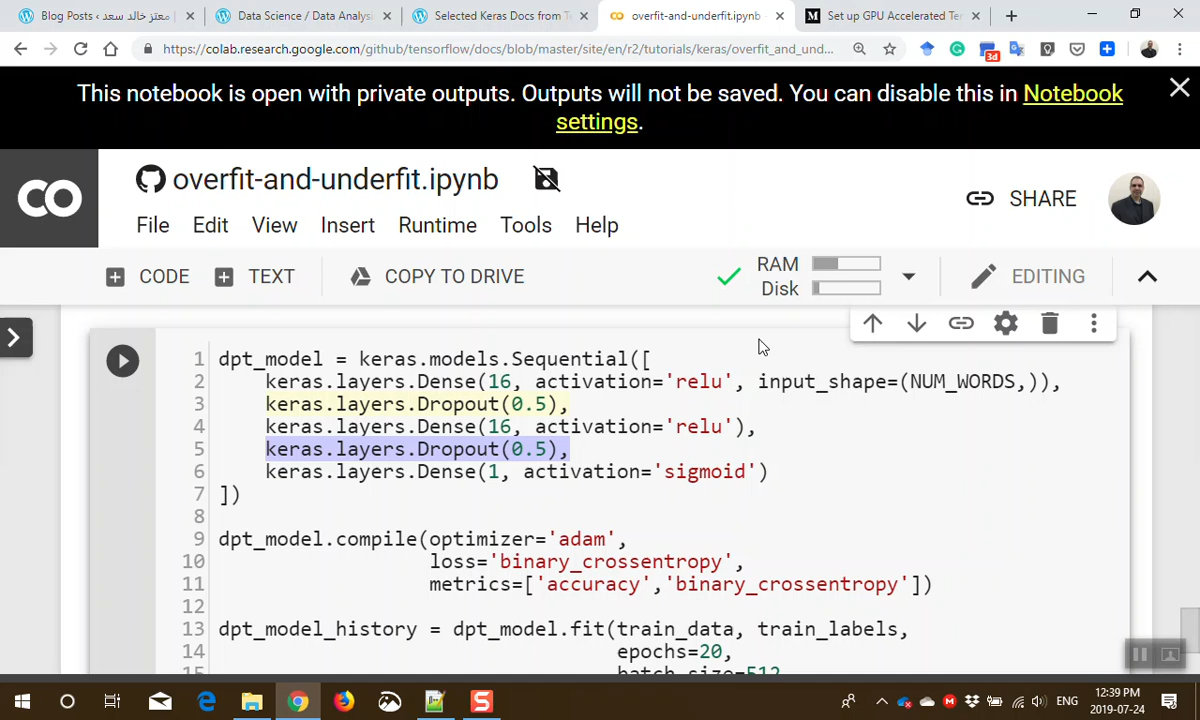 Blog Posts ‹ معتز خالد سعد
Data Science / Data Analysi
Selected Keras Docs from T
overfit-and-underfit.ipynb
Set up GPU Accelerated Te
https://colab.research.google.com/github/tensorflow/docs/blob/master/site/en/r2/tutorials/keras/overfit_and_und...
3d
This notebook is open with private outputs. Outputs will not be saved. You can disable this in Notebook
settings.
overfit-and-underfit.ipynb
SHARE
File Edit View Insert Runtime Tools Help
CODE TEXT COPY TO DRIVE RAM Disk EDITING
1 dpt_model = keras.models.Sequential([
2 keras.layers.Dense(16, activation='relu', input_shape=(NUM_WORDS,)),
3 keras.layers.Dropout(0.5),
4 keras.layers.Dense(16, activation='relu'),
5 keras.layers.Dropout(0.5),
6 keras.layers.Dense(1, activation='sigmoid')
7 ])
8
9 dpt_model.compile(optimizer='adam',
10 loss='binary_crossentropy',
11 metrics=['accuracy','binary_crossentropy'])
12
13 dpt_model_history = dpt_model.fit(train_data, train_labels,
14 epochs=20,
15 batch_size=512
ENG
12:39 PM
2019-07-24